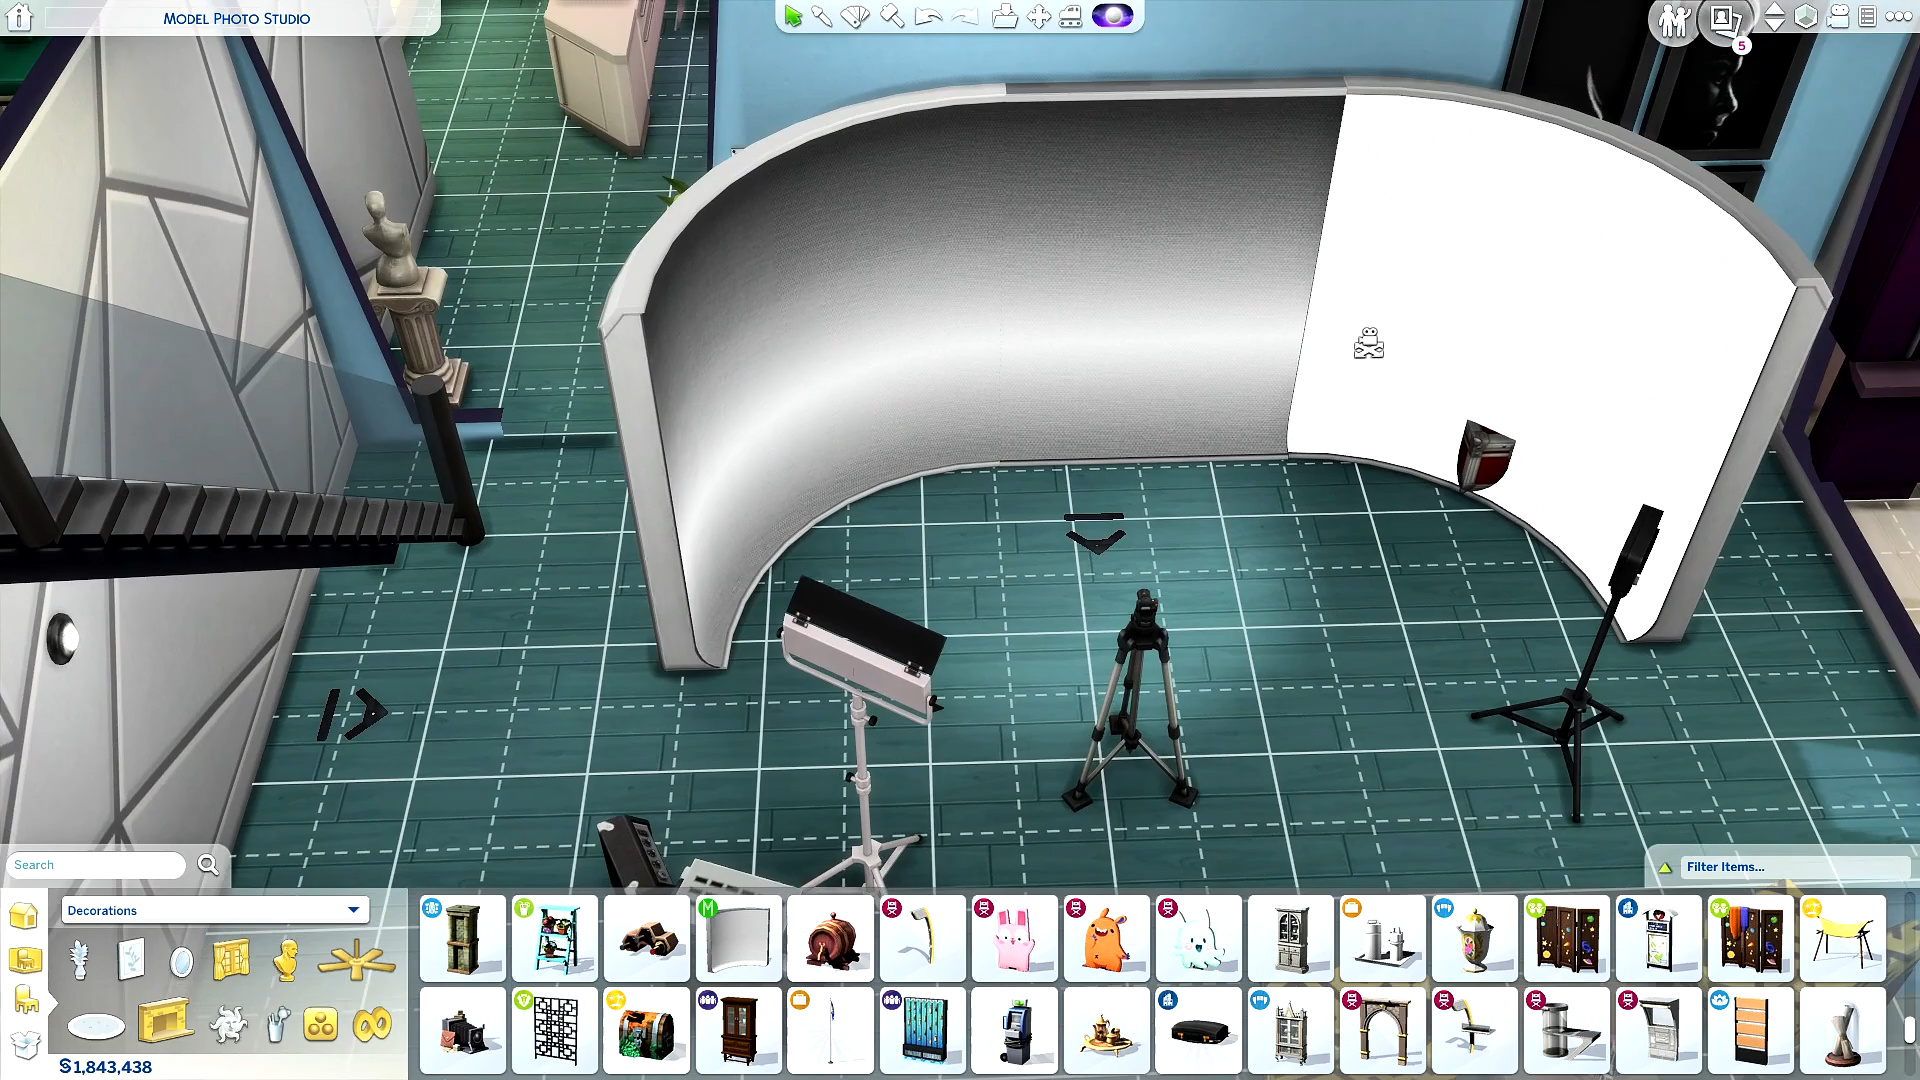 MODEL PHOTO STUDIO
5
Search
Filter Items...
Decorations
M
§1,843,438